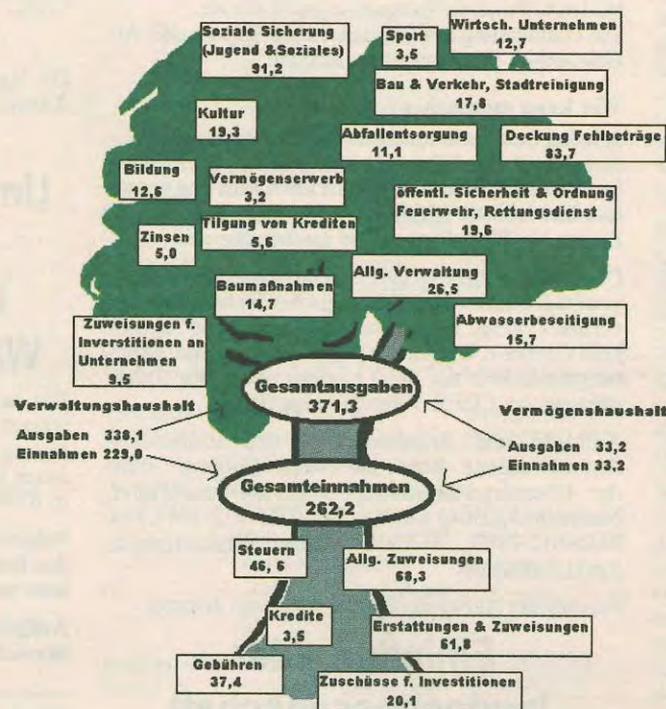 Soziale Sicherung
(Jugend &Soziales)
91,2
Sport
3,5
Wirtsch. Unternehmen
12,7
Bau & Verkehr, Stadtreinigung
17,8
Kultur
19,3
Abfallentsorgung
11,1
Deckung Fehlbeträge
83,7
Bildung
12,6
Vermögenserwerb
3,2
öffentl. Sicherheit & Ordnung
Feuerwehr, Rettungsdienst
19,6
Zinsen
5,0
Tilgung von Krediten
5,6
Allg. Verwaltung
26,5
Baumaßnahmen
14,7
Abwasserbeseitigung
15,7
Zuweisungen f.
Inverstitionen an
Unternehmen
9,5
Gesamtausgaben
371,3
Verwaltungshaushalt
Ausgaben 338,1
Einnahmen 229,0
Vermögenshaushalt
Ausgaben 33,2
Einnahmen 33,2
Gesamteinnahmen
262,2
Steuern
46,6
Allg. Zuweisungen
68,3
Kredite
3,5
Erstattungen & Zuweisungen
61,8
Gebühren
37,4
Zuschüsse f. Investitionen
20,1